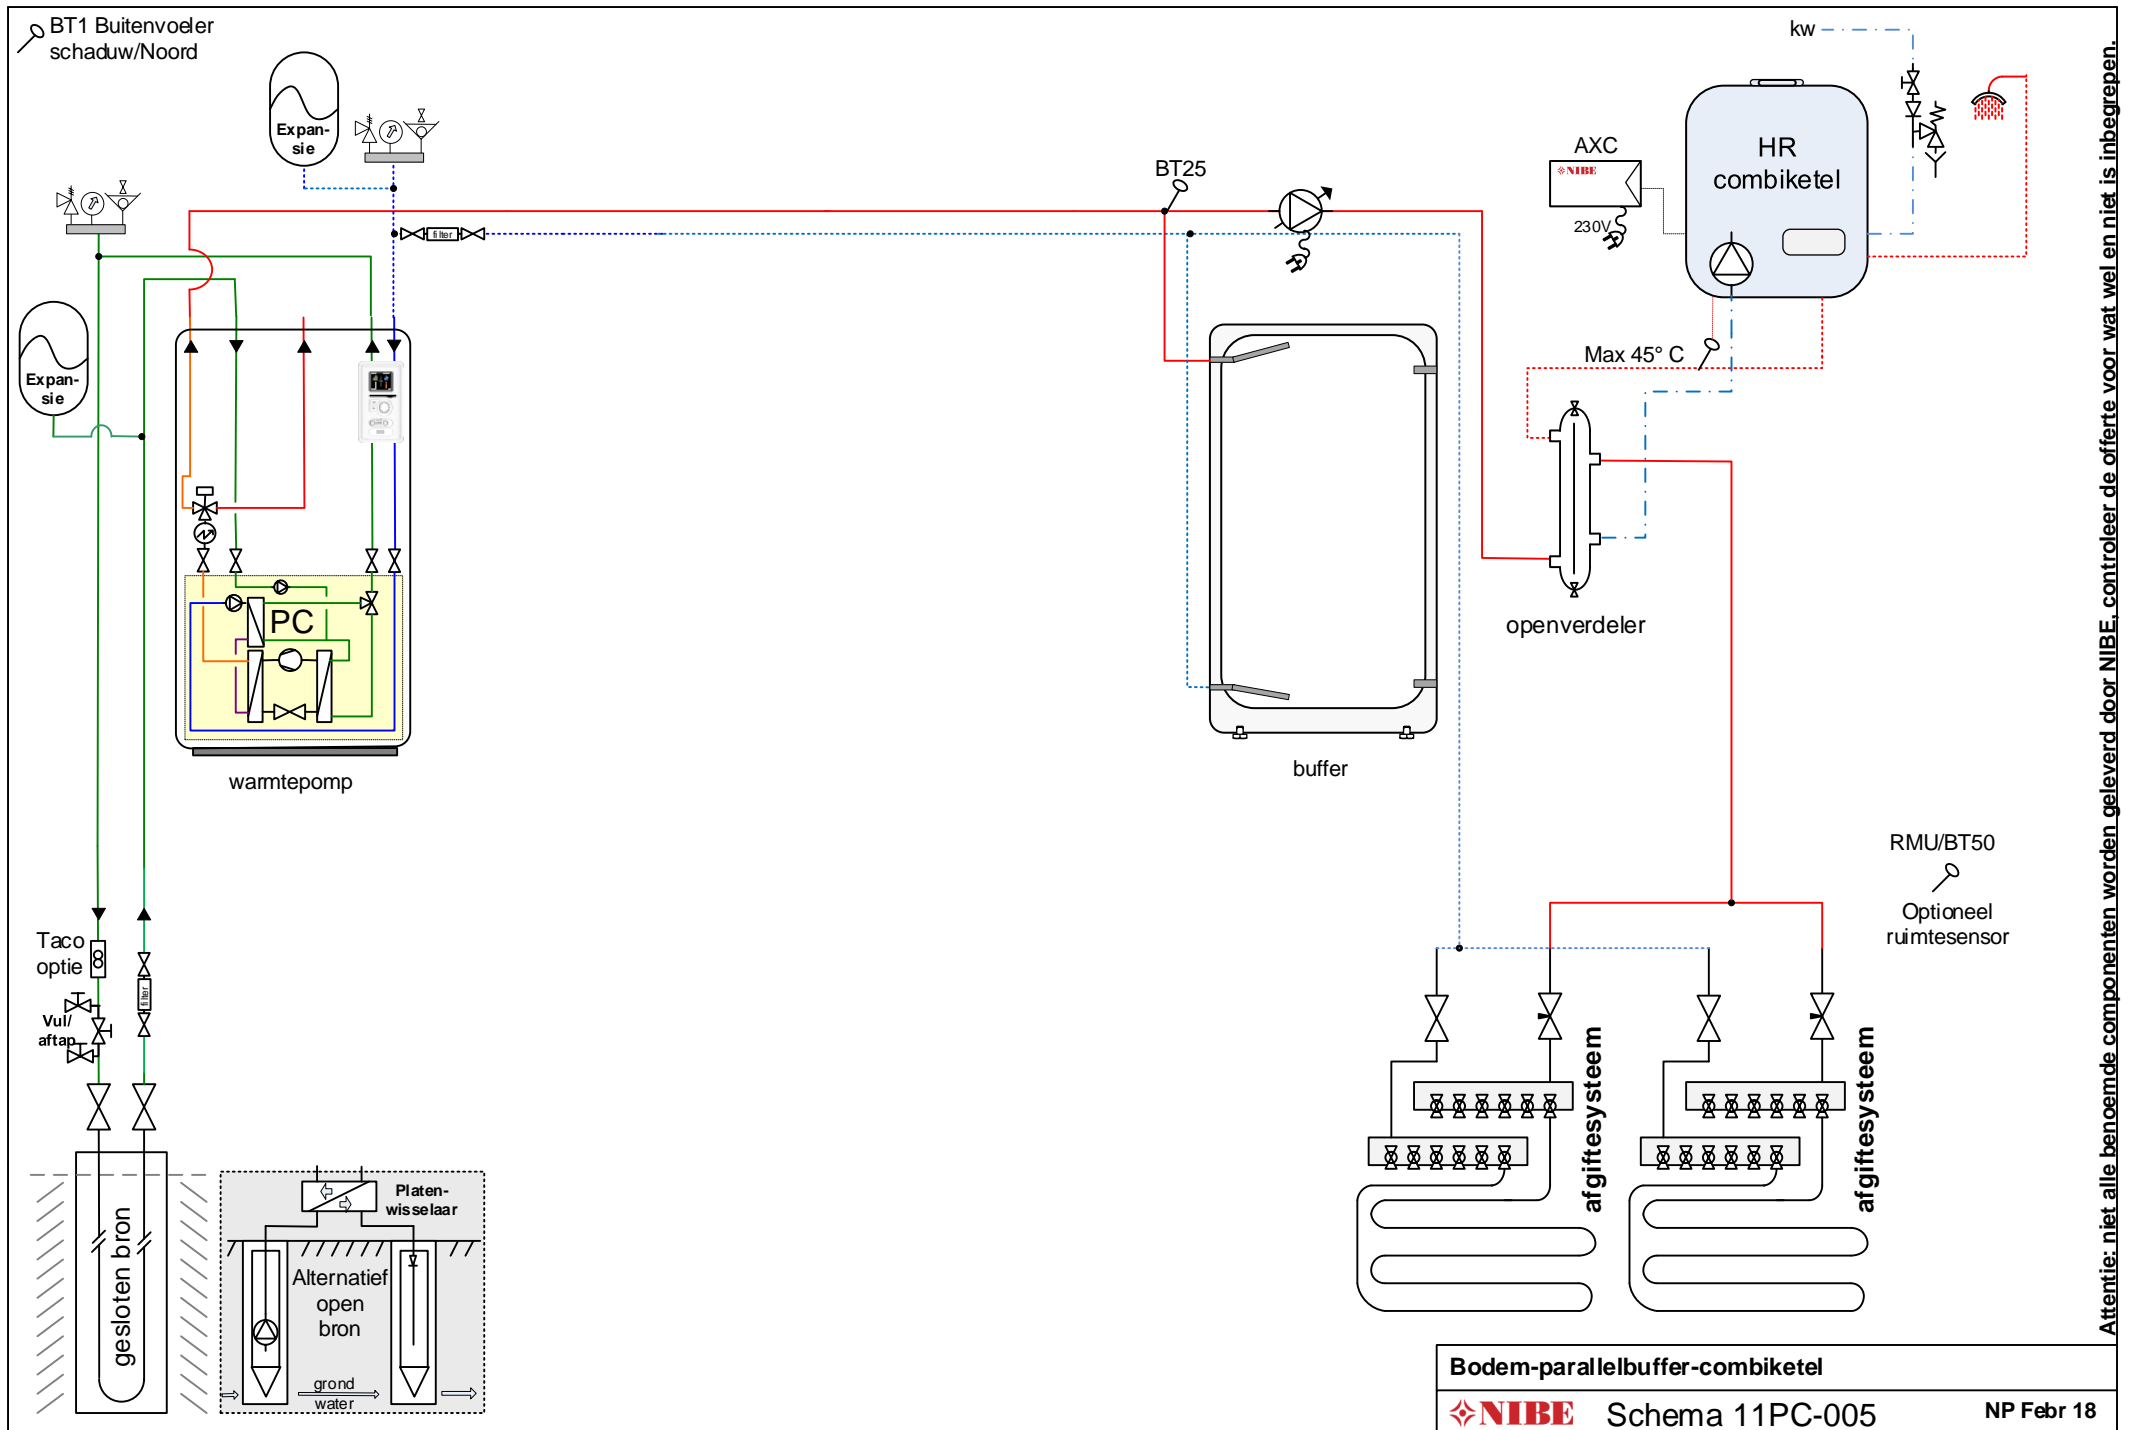 BT1 Buitenvoeler
schaduw/Noord
Expan-
sie
filter
Expan-
sie
PC
warmtepomp
BT25
buffer
kw
AXC
NIBE
230V
HR
combiketel
Max 45° C
openverdeler
RMU/BT50
Optioneel
ruimtesensor
Taco
optie
filter
Vul/
aftap
gesloten bron
Platen-
wisselaar
Alternatief
open
bron
grond
water
afgiftesysteem
afgiftesysteem
Attentie: niet alle benoemde componenten worden geleverd door NIBE, controleer de offerte voor wat wel en niet is inbegrepen.
Bodem-parallelbuffer-combiketel
NIBE Schema 11PC-005 NP Febr 18